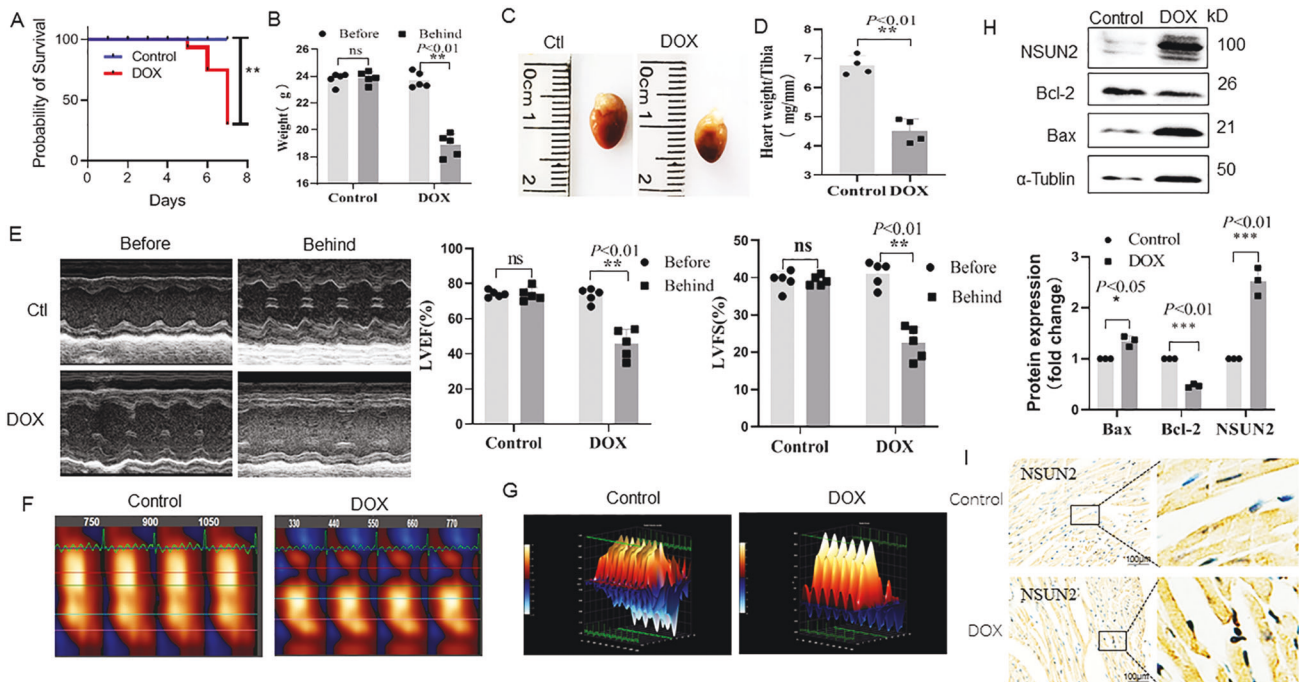 A
Probability of Survival
100
50
0
0 2 4 6 8
Days
Control
DOX
**
B
Before
Behind
P<0.01
ns
**
Weight( g)
26
24
22
20
18
16
Control DOX
C
Ctl
DOX
0cm 1 2
0cm 1 2
D
P<0.01
**
Heart weight/Tibia
( mg/mm)
8
6
4
2
0
Control DOX
E
Before Behind
Ctl
DOX
LVEF(%)
100
80
60
40
20
0
ns
P<0.01
**
Before
Behind
Control DOX
LVFS(%)
50
40
30
20
10
0
ns
P<0.01
**
Before
Behind
Control DOX
F
Control
750 900 1050
DOX
330 440 550 660 770
G
Control
DOX
H
Control DOX kD
NSUN2 100
Bcl-2 26
Bax 21
α-Tublin 50
Control
DOX
P<0.01
***
P<0.05
*
P<0.01
***
Protein expression
(fold change)
3
2
1
0
Bax Bcl-2 NSUN2
I
Control
NSUN2
100μm
DOX
NSUN2
100μm